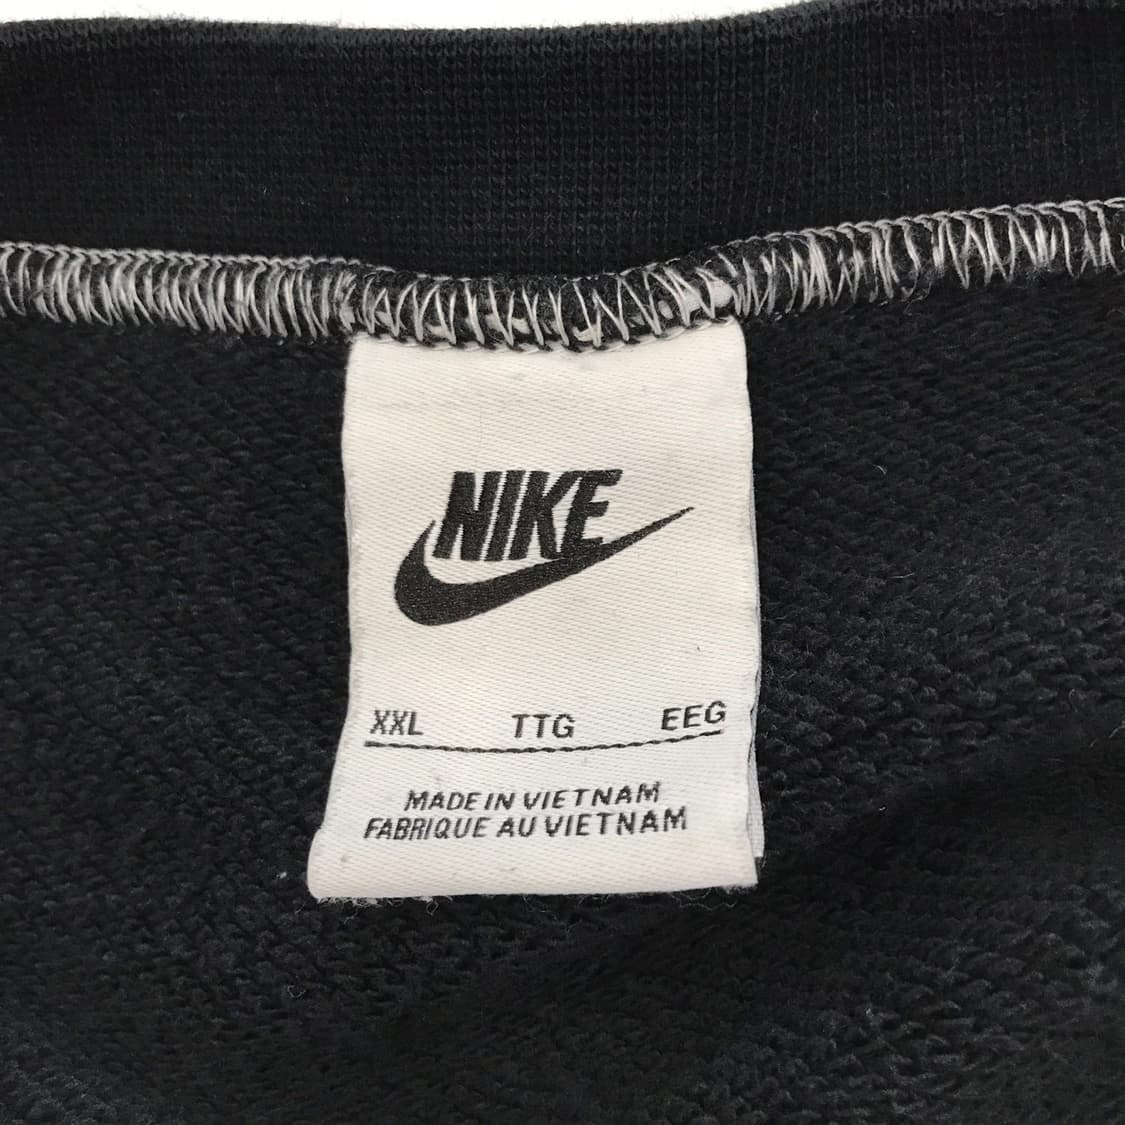 NIKE
XXL TTG EEG
MADE IN VIETNAM
FABRIQUE AU VIETNAM